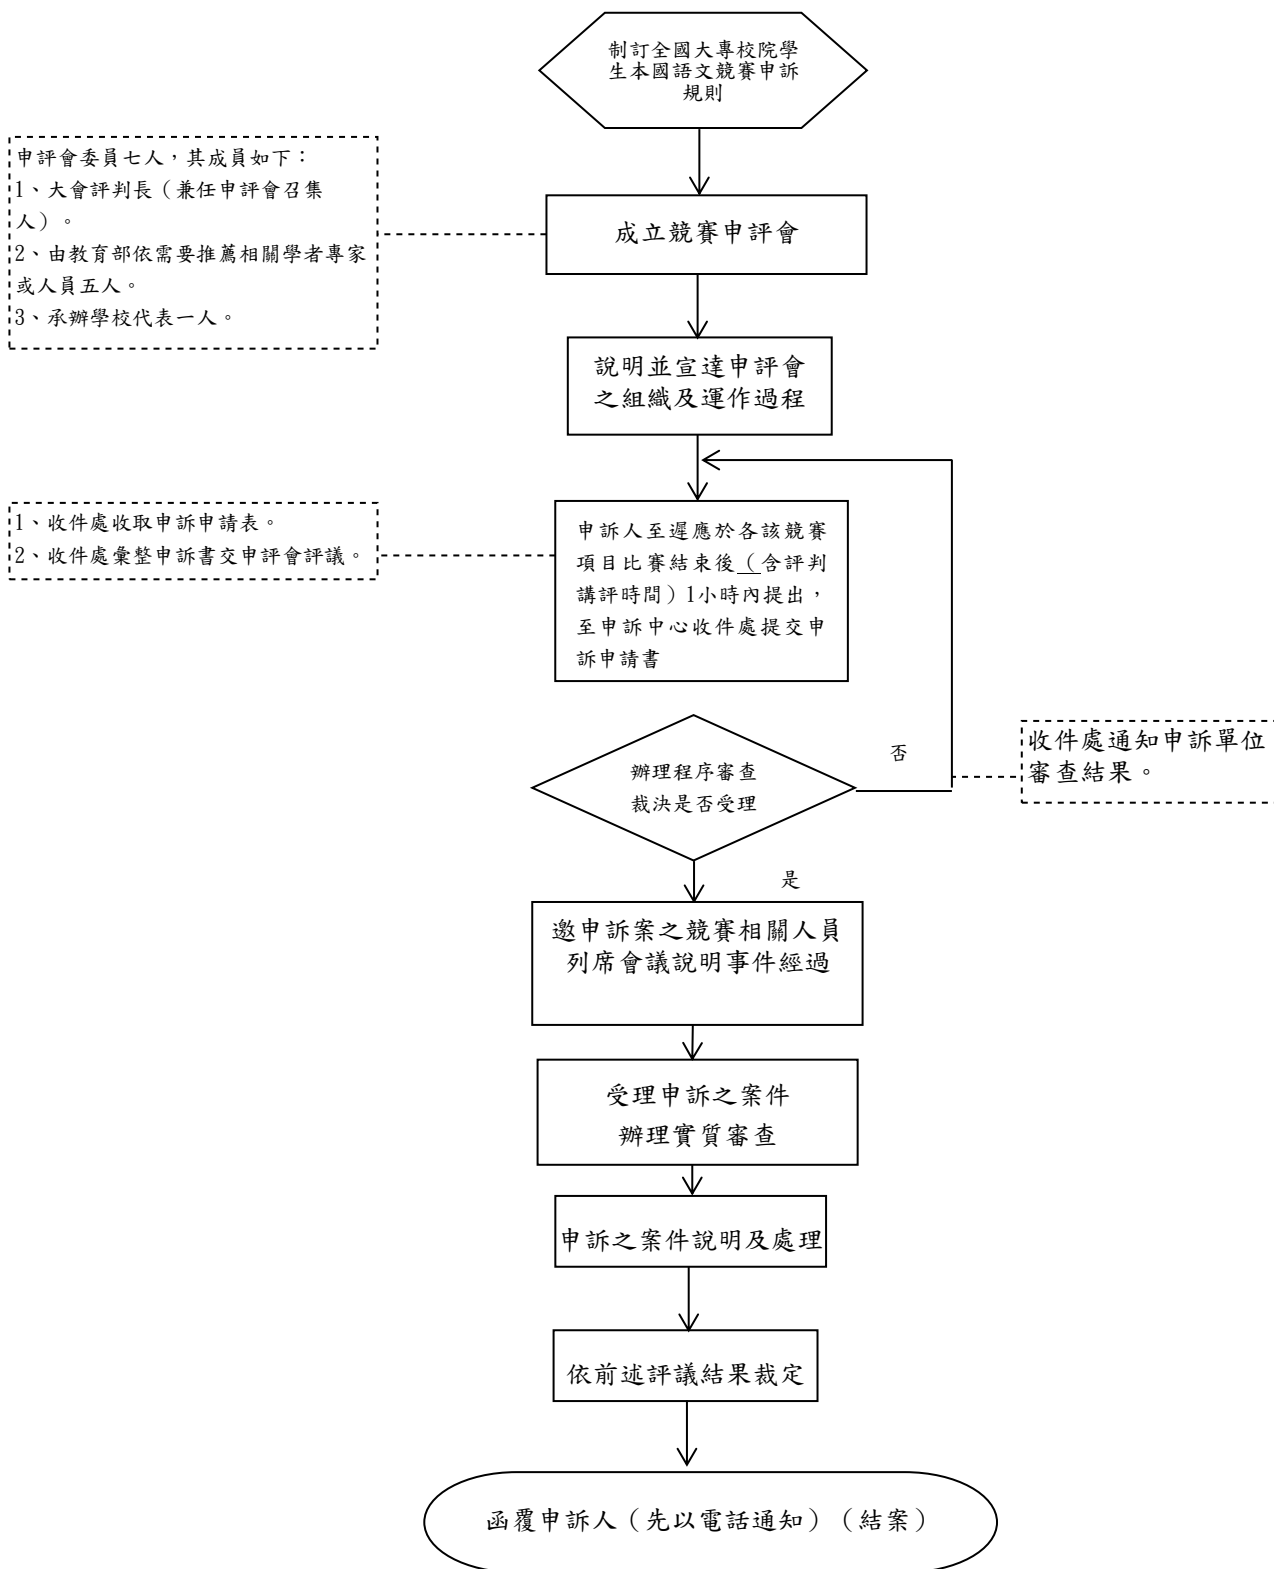 制訂全國大專校院學
生本國語文競賽申訴
規則
申評會委員七人，其成員如下：
1、大會評判長（兼任申評會召集
人）。
2、由教育部依需要推薦相關學者專家
或人員五人。
3、承辦學校代表一人。
成立競賽申評會
說明並宣達申評會
之組織及運作過程
1、收件處收取申訴申請表。
2、收件處彙整申訴書交申評會評議。
申訴人至遲應於各該競賽
項目比賽結束後（含評判
講評時間）1小時內提出，
至申訴中心收件處提交申
訴申請書
辦理程序審查
裁決是否受理
否
收件處通知申訴單位
審查結果。
是
邀申訴案之競賽相關人員
列席會議說明事件經過
受理申訴之案件
辦理實質審查
申訴之案件說明及處理
依前述評議結果裁定
函覆申訴人（先以電話通知）（結案）